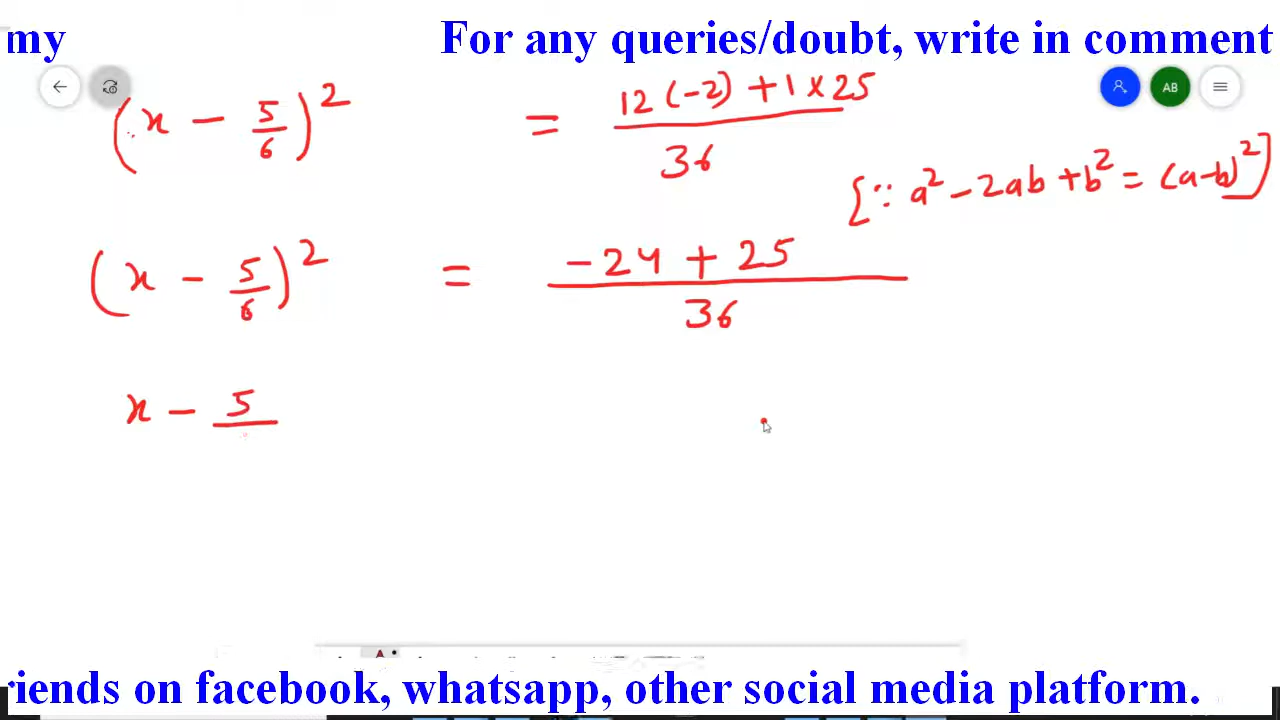 my For any queries/doubt, write in comment
AB
(x - 5/6)² = 12(-2) + 1 × 25 / 36
[∵ a² - 2ab + b² = (a-b)²]
(x - 5/6)² = -24 + 25 / 36
x - 5/
riends on facebook, whatsapp, other social media platform.